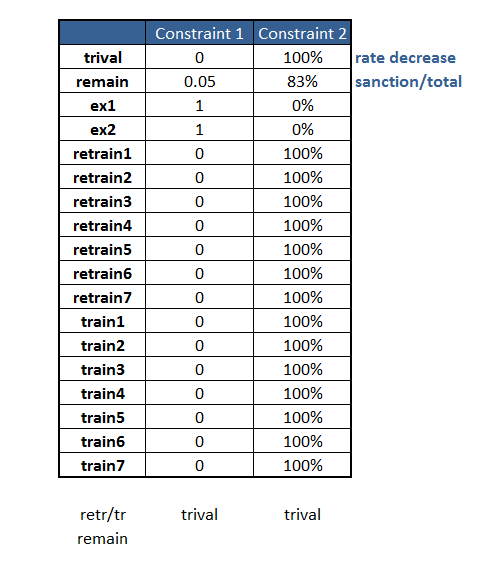 Constraint 1 Constraint 2
trival 0 100% rate decrease
remain 0.05 83% sanction/total
ex1 1 0%
ex2 1 0%
retrain1 0 100%
retrain2 0 100%
retrain3 0 100%
retrain4 0 100%
retrain5 0 100%
retrain6 0 100%
retrain7 0 100%
train1 0 100%
train2 0 100%
train3 0 100%
train4 0 100%
train5 0 100%
train6 0 100%
train7 0 100%
retr/tr trival trival
remain